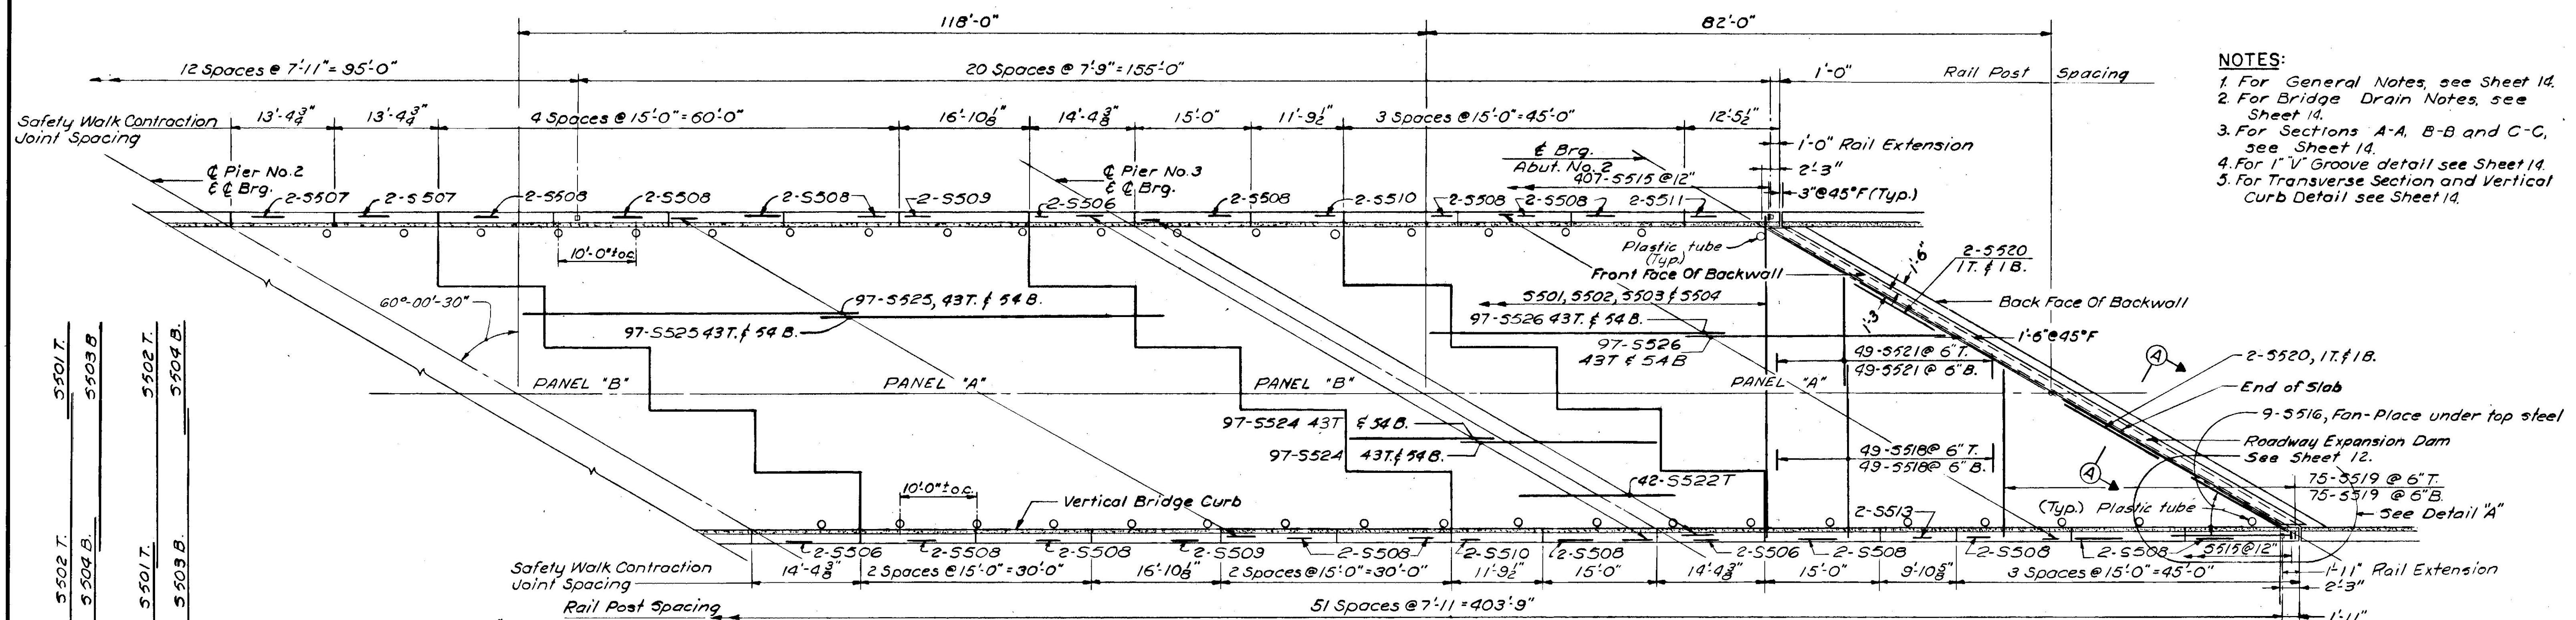 118'-0"
82'-0"
12 Spaces @ 7'-11" = 95'-0"
20 Spaces @ 7'-9" = 155'-0"
1'-0"
Rail Post Spacing
NOTES:
1. For General Notes, see Sheet 14.
2. For Bridge Drain Notes, see
Sheet 14.
3. For Sections A-A, B-B and C-C,
see Sheet 14.
4. For 1" "V" Groove detail see Sheet 14.
5. For Transverse Section and Vertical
Curb Detail see Sheet 14.
Safety Walk Contraction
Joint Spacing
13'-4¾"
13'-4¾"
4 Spaces @ 15'-0" = 60'-0"
16'-10⅛"
14'-4⅜"
15'-0"
11'-9½"
3 Spaces @ 15'-0" = 45'-0"
12'-5½"
1'-0" Rail Extension
2'-3"
3" @ 45°F (Typ.)
℄ Pier No. 2
& ℄ Brg.
℄ Pier No. 3
& ℄ Brg.
℄ Brg.
Abut. No. 2
407-S515 @ 12"
2-S507
2-S507
2-S508
2-S508
2-S508
2-S509
2-S506
2-S508
2-S510
2-S508
2-S508
2-S511
10'-0"± o.c.
Plastic tube
(Typ.)
Front Face Of Backwall
1'-6"
2-S520
1T. & 1B.
Back Face Of Backwall
1'-3"
1'-6" @ 45°F
60°-00'-30"
97-S525, 43T. & 54B.
97-S525 43T. & 54B.
S501, S502, S503 & S504
97-S526 43T. & 54B.
97-S526
43T & 54B
49-S521 @ 6" T.
49-S521 @ 6" B.
A
2-S520, 1T. & 1B.
End of Slab
9-S516, Fan-Place under top steel
Roadway Expansion Dam
See Sheet 12.
A
PANEL "B"
PANEL "A"
PANEL "B"
PANEL "A"
97-S524 43T & 54B.
97-S524 43T. & 54B.
42-S522T
49-S518 @ 6" T.
49-S518 @ 6" B.
75-S519 @ 6" T.
75-S519 @ 6" B.
(Typ.) Plastic tube
See Detail "A"
S501 T.
S503 B
S502 T.
S504 B.
S502 T.
S504 B.
S501 T.
S503 B.
10'-0"± o.c.
Vertical Bridge Curb
2-S513
2-S506
2-S508
2-S508
2-S509
2-S508
2-S510
2-S508
2-S506
2-S508
2-S508
2-S508
S515 @ 12"
Safety Walk Contraction
Joint Spacing
14'-4⅜"
2 Spaces @ 15'-0" = 30'-0"
16'-10⅛"
2 Spaces @ 15'-0" = 30'-0"
11'-9½"
15'-0"
14'-4⅜"
15'-0"
9'-10⅝"
3 Spaces @ 15'-0" = 45'-0"
1'-11" Rail Extension
2'-3"
Rail Post Spacing
51 Spaces @ 7'-11 = 403'-9"
1'-11"